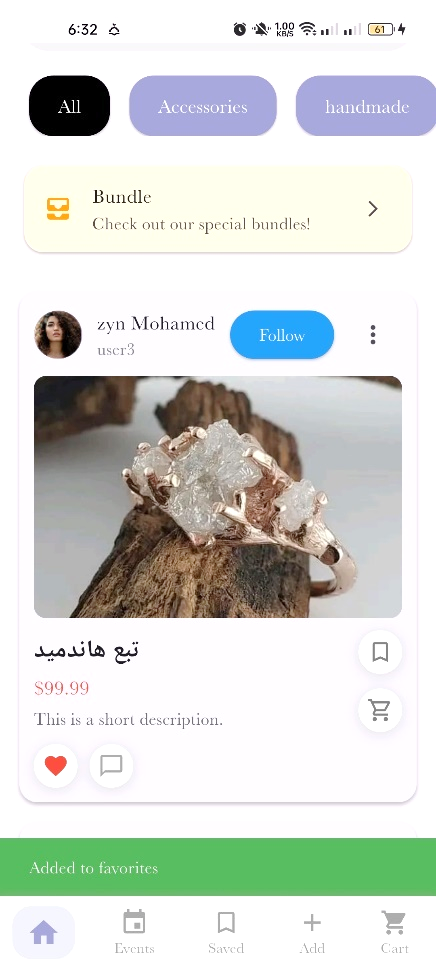 6:32
1.00
KB/S
61
All
Accessories
handmade
Bundle
Check out our special bundles!
zyn Mohamed
user3
Follow
تبع هاندميد
$99.99
This is a short description.
Added to favorites
Events
Saved
Add
Cart